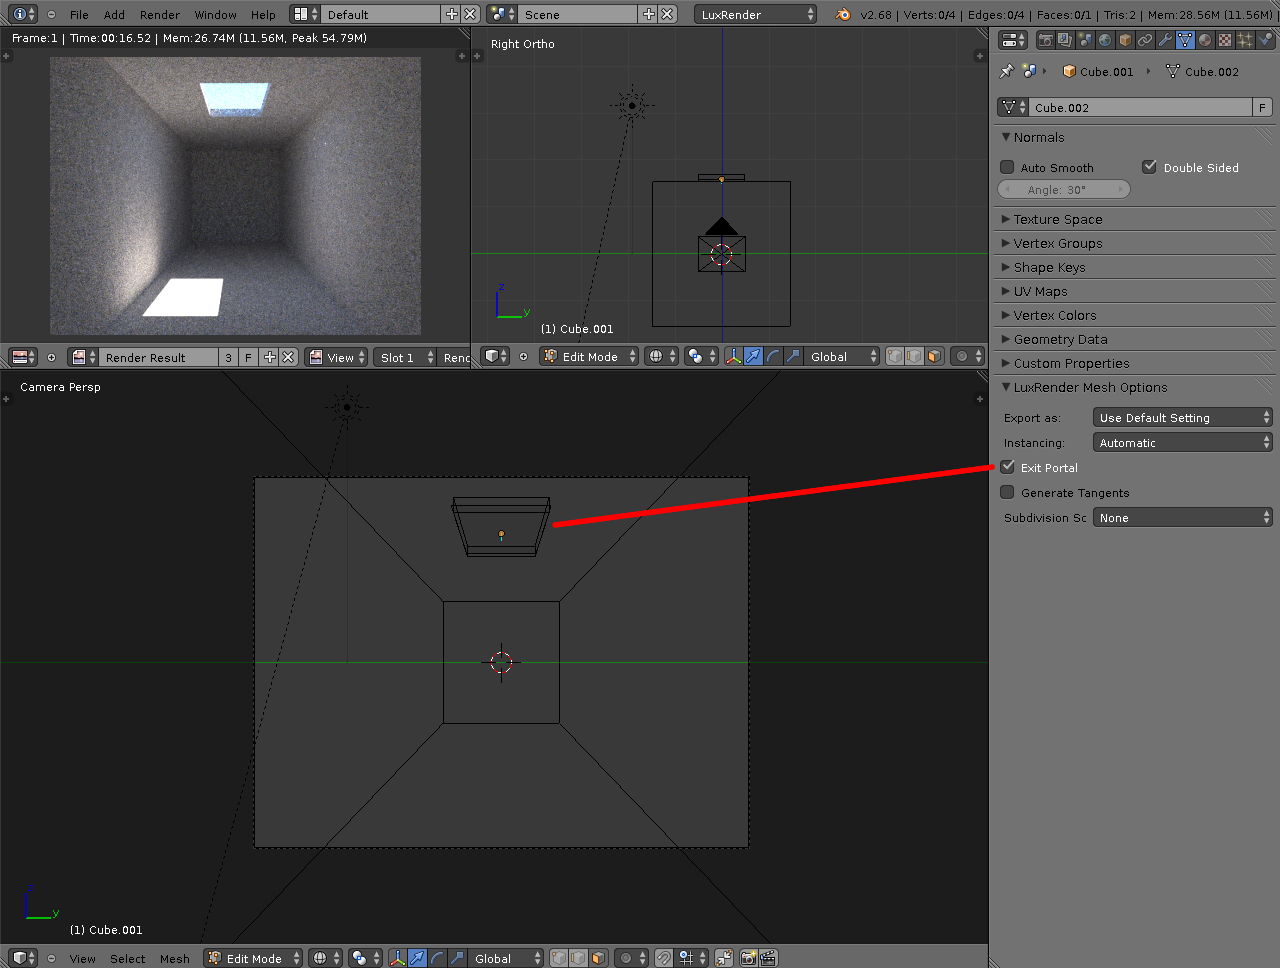 File Add Render Window Help Default Scene LuxRender v2.68 | Verts:0/4 | Edges:0/4 | Faces:0/1 | Tris:2 | Mem:28.56M (11.56M)
Frame:1 | Time:00:16.52 | Mem:26.74M (11.56M, Peak 54.79M)
Right Ortho
z
y
(1) Cube.001
Render Result 3 F View Slot 1 Renc
Edit Mode Global
Camera Persp
y
(1) Cube.001
View Select Mesh Edit Mode Global
Cube.001 Cube.002
Cube.002 F
Normals
Auto Smooth Double Sided
Angle: 30°
Texture Space
Vertex Groups
Shape Keys
UV Maps
Vertex Colors
Geometry Data
Custom Properties
LuxRender Mesh Options
Export as: Use Default Setting
Instancing: Automatic
Exit Portal
Generate Tangents
Subdivision Sc None